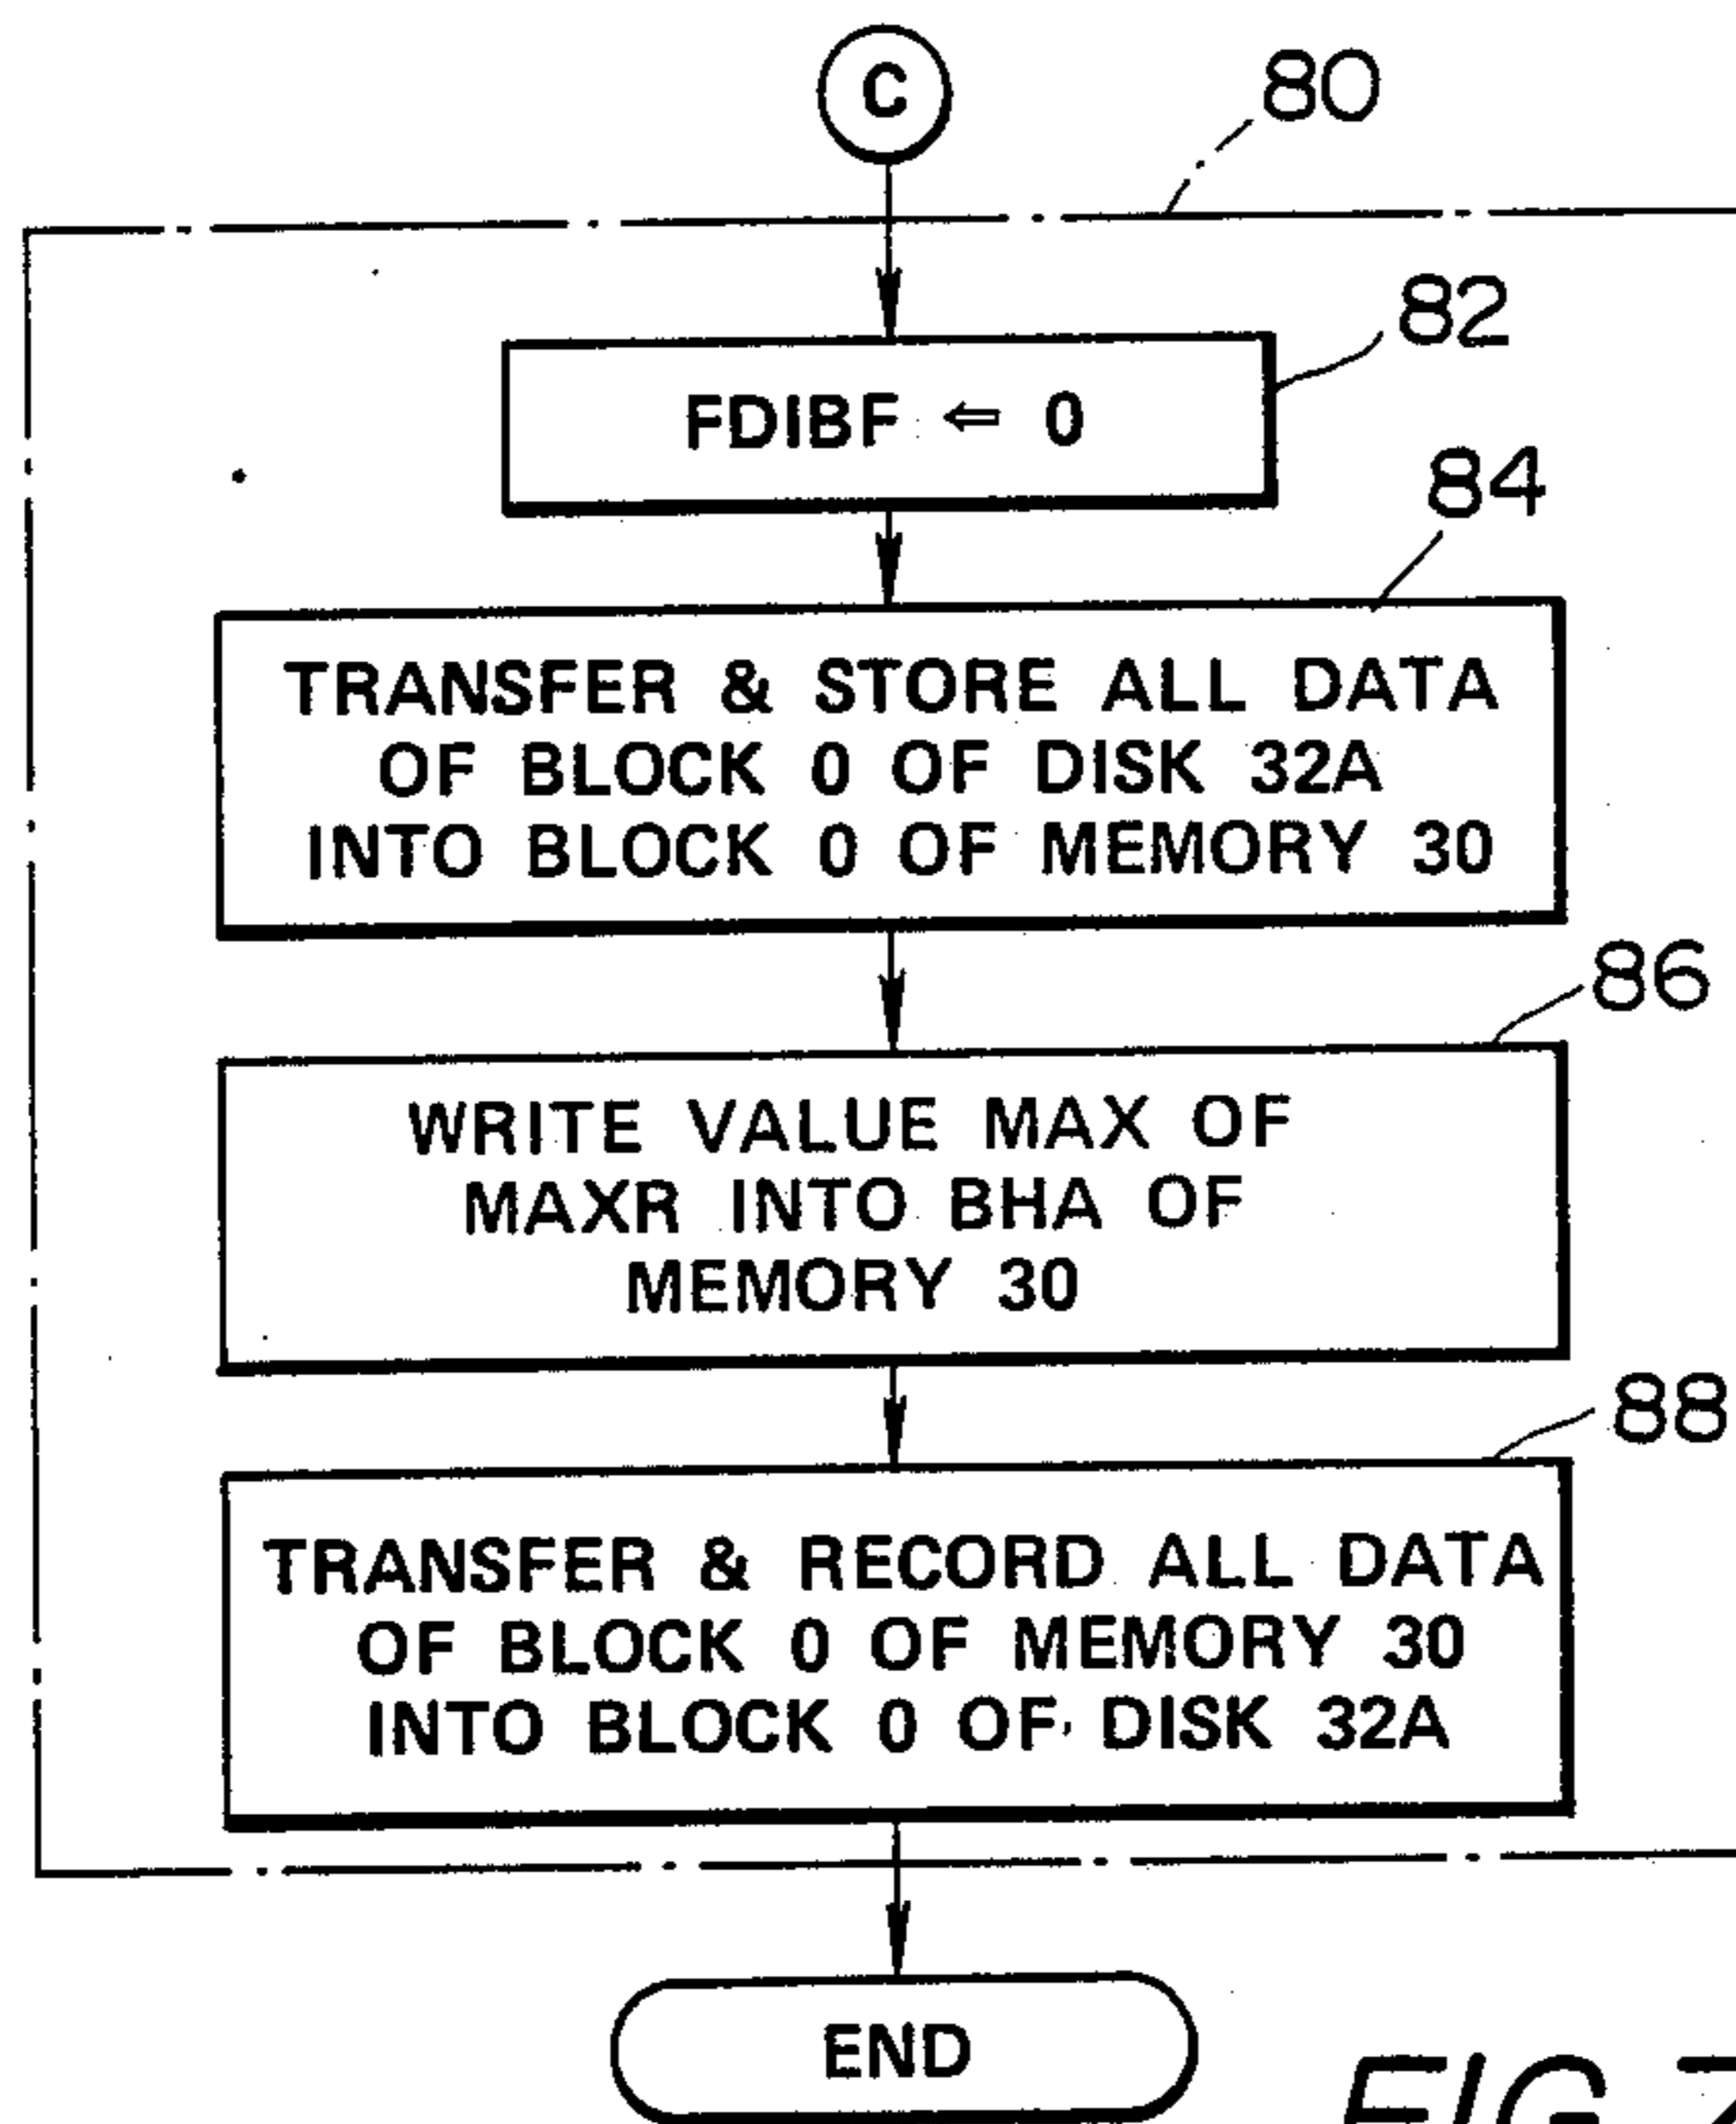 C
80
82
FDIBF ⇐ 0
84
TRANSFER & STORE ALL DATA
OF BLOCK 0 OF DISK 32A
INTO BLOCK 0 OF MEMORY 30
86
WRITE VALUE MAX OF
MAXR INTO BHA OF
MEMORY 30
88
TRANSFER & RECORD ALL DATA
OF BLOCK 0 OF MEMORY 30
INTO BLOCK 0 OF DISK 32A
END
FIG